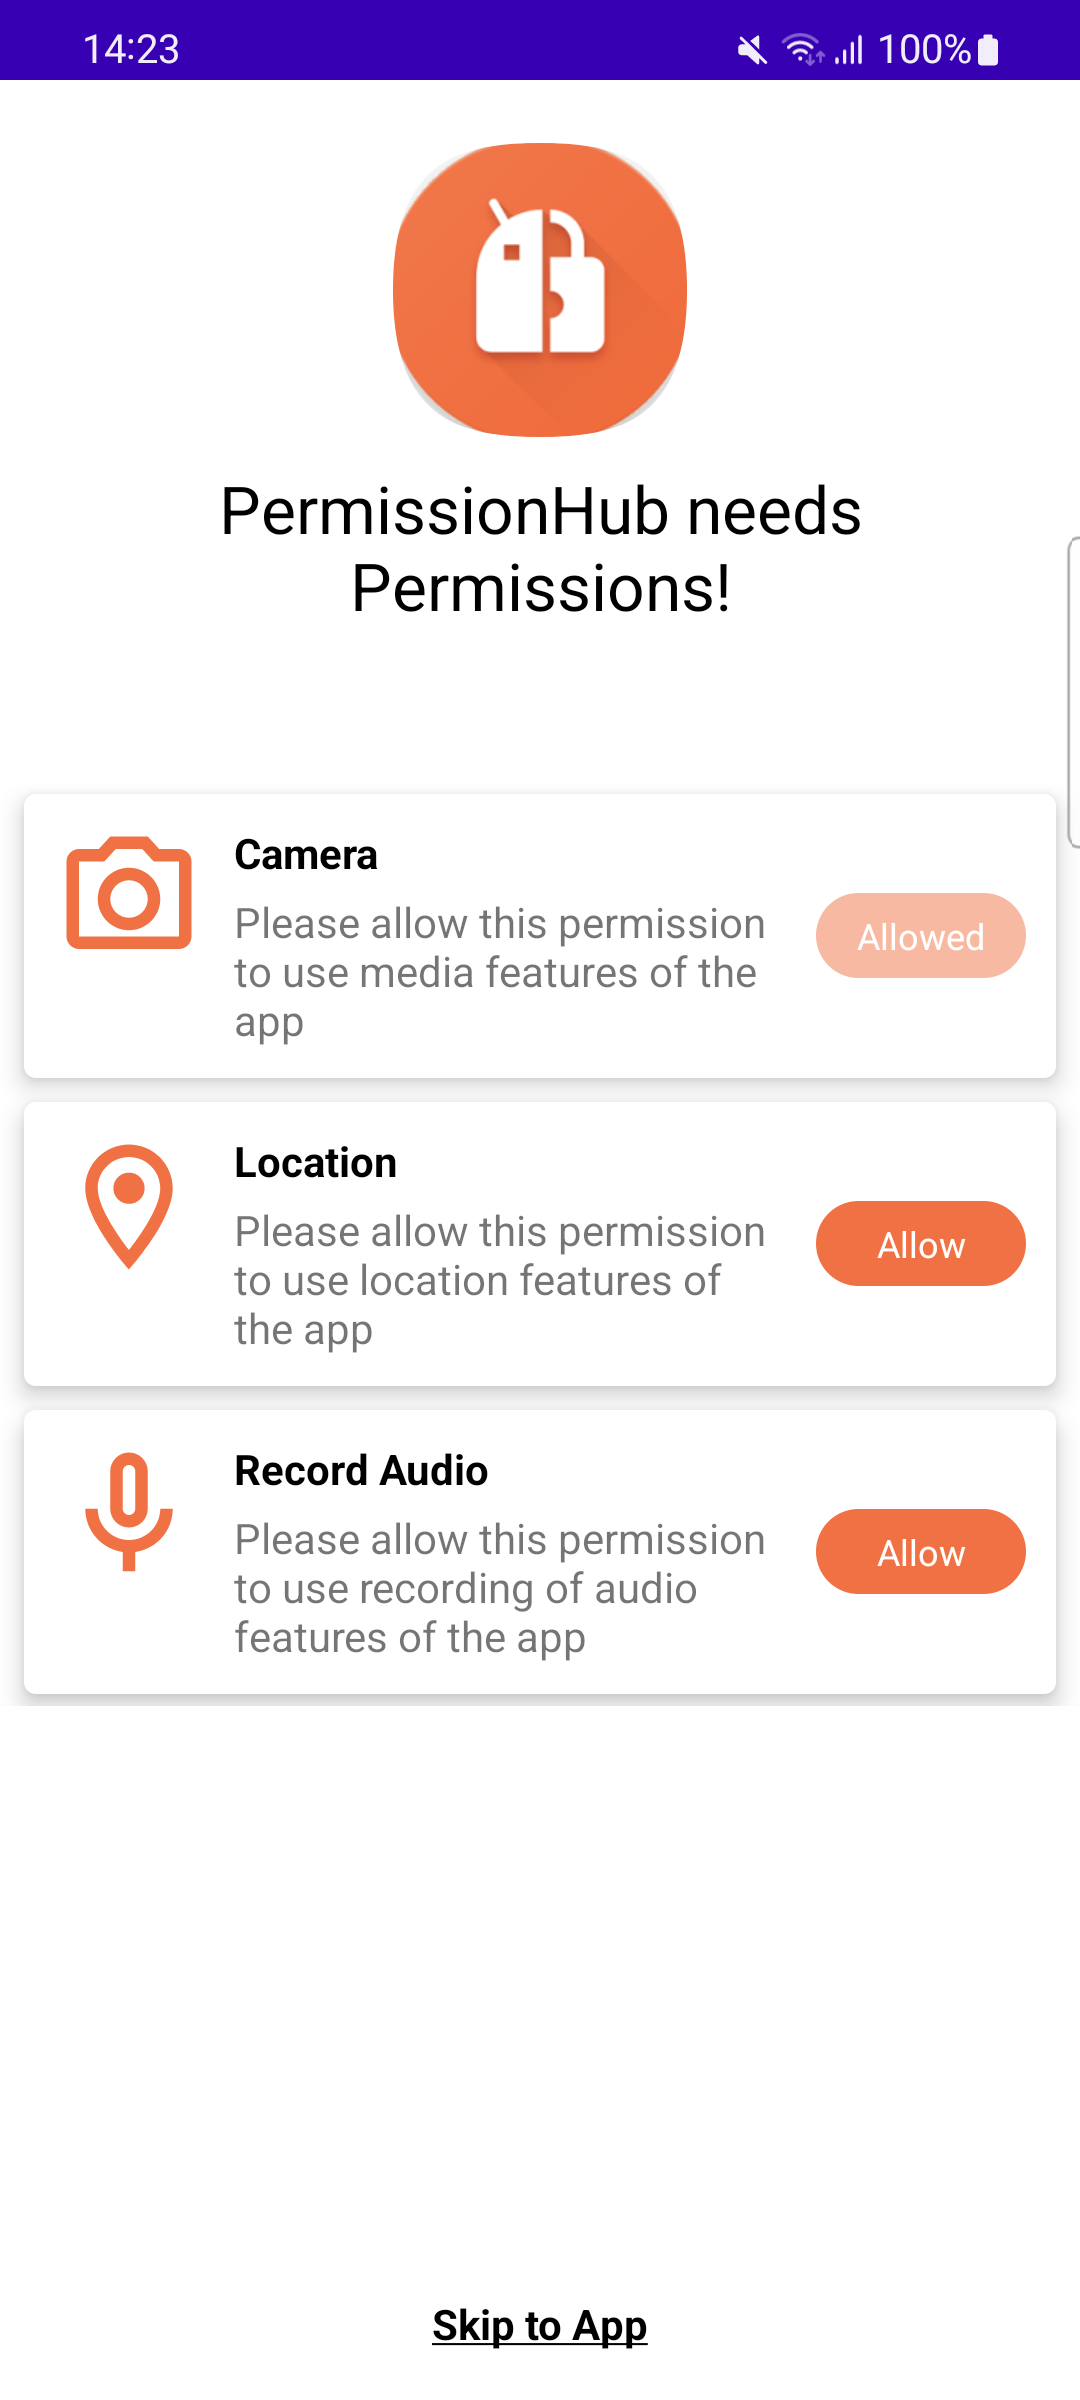 14:23
100%
PermissionHub needs
Permissions!
Camera
Please allow this permission
to use media features of the
app
Allowed
Location
Please allow this permission
to use location features of
the app
Allow
Record Audio
Please allow this permission
to use recording of audio
features of the app
Allow
Skip to App